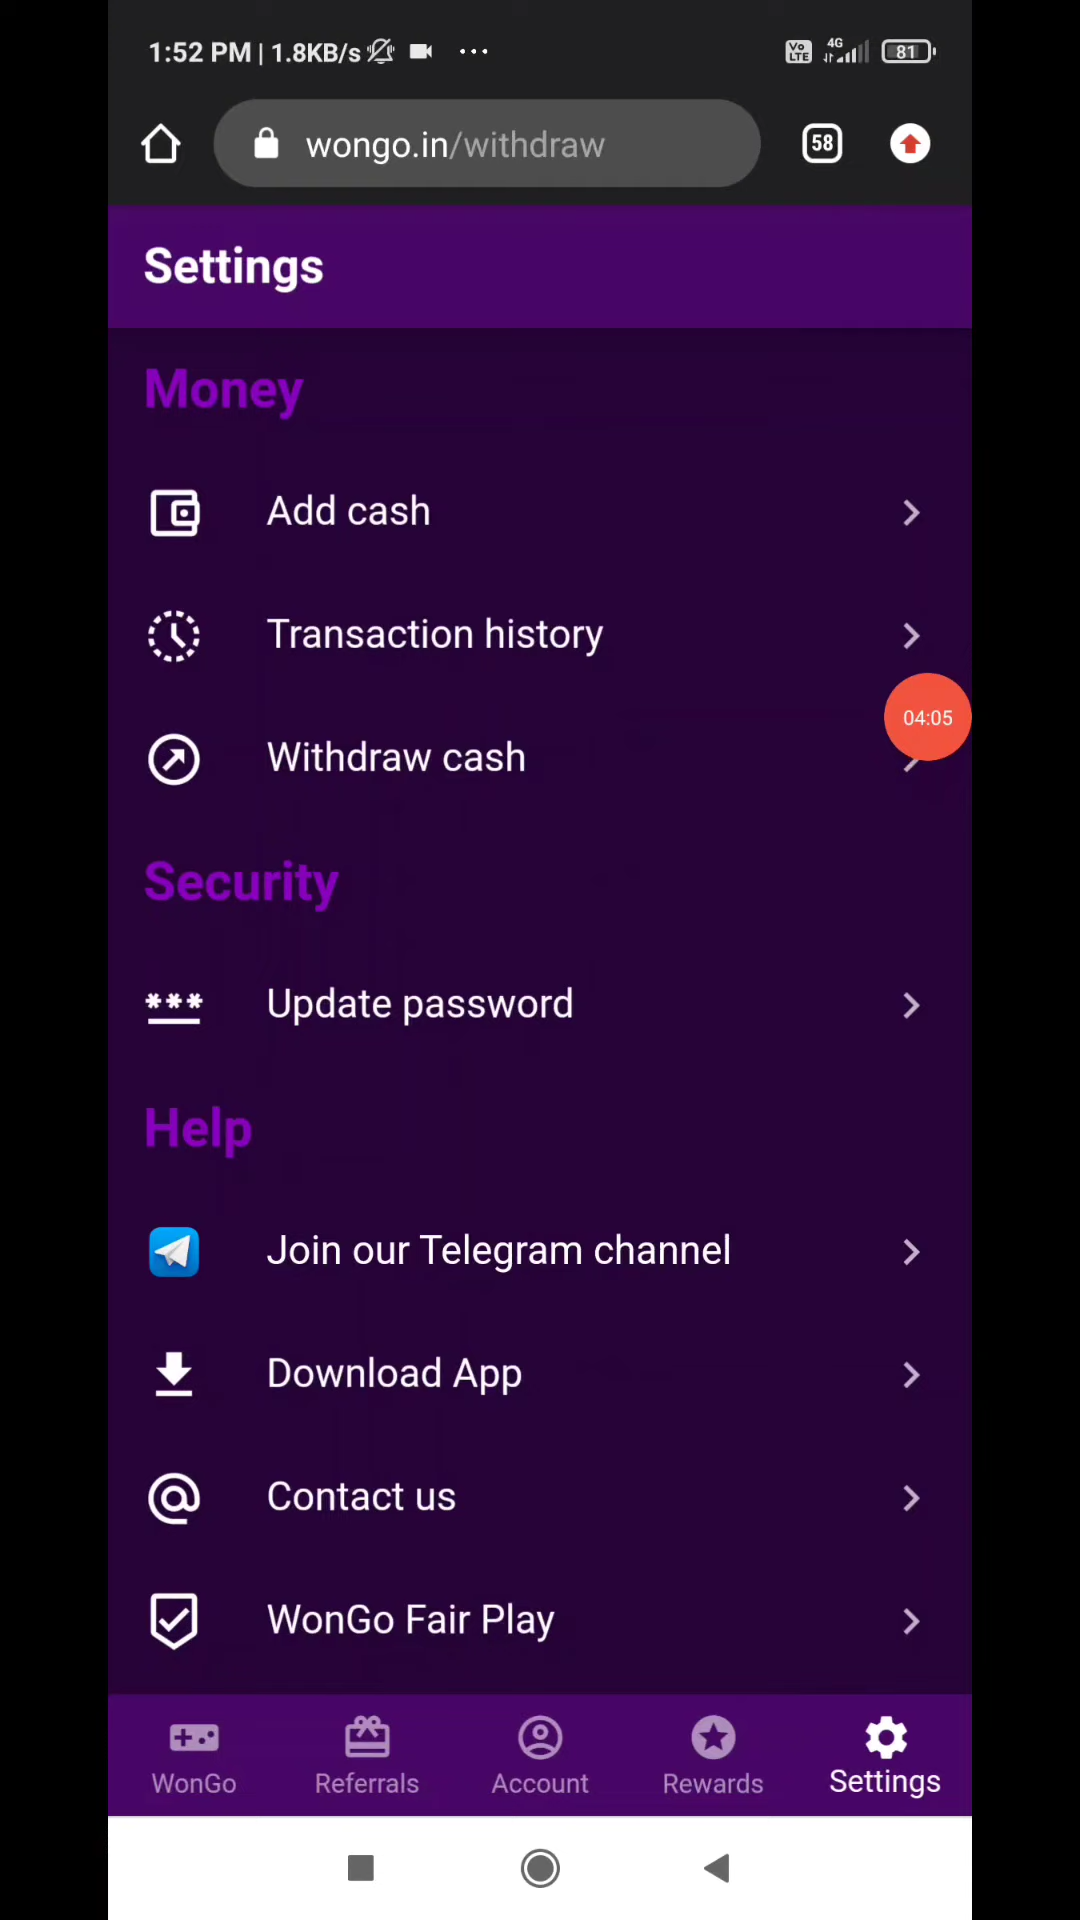 1:52 PM | 1.8KB/s ...
Vo LTE 4G 81
wongo.in/withdraw 58
Settings
Money
Add cash
Transaction history
04:05
Withdraw cash
Security
*** Update password
Help
Join our Telegram channel
Download App
@ Contact us
WonGo Fair Play
WonGo Referrals Account Rewards Settings